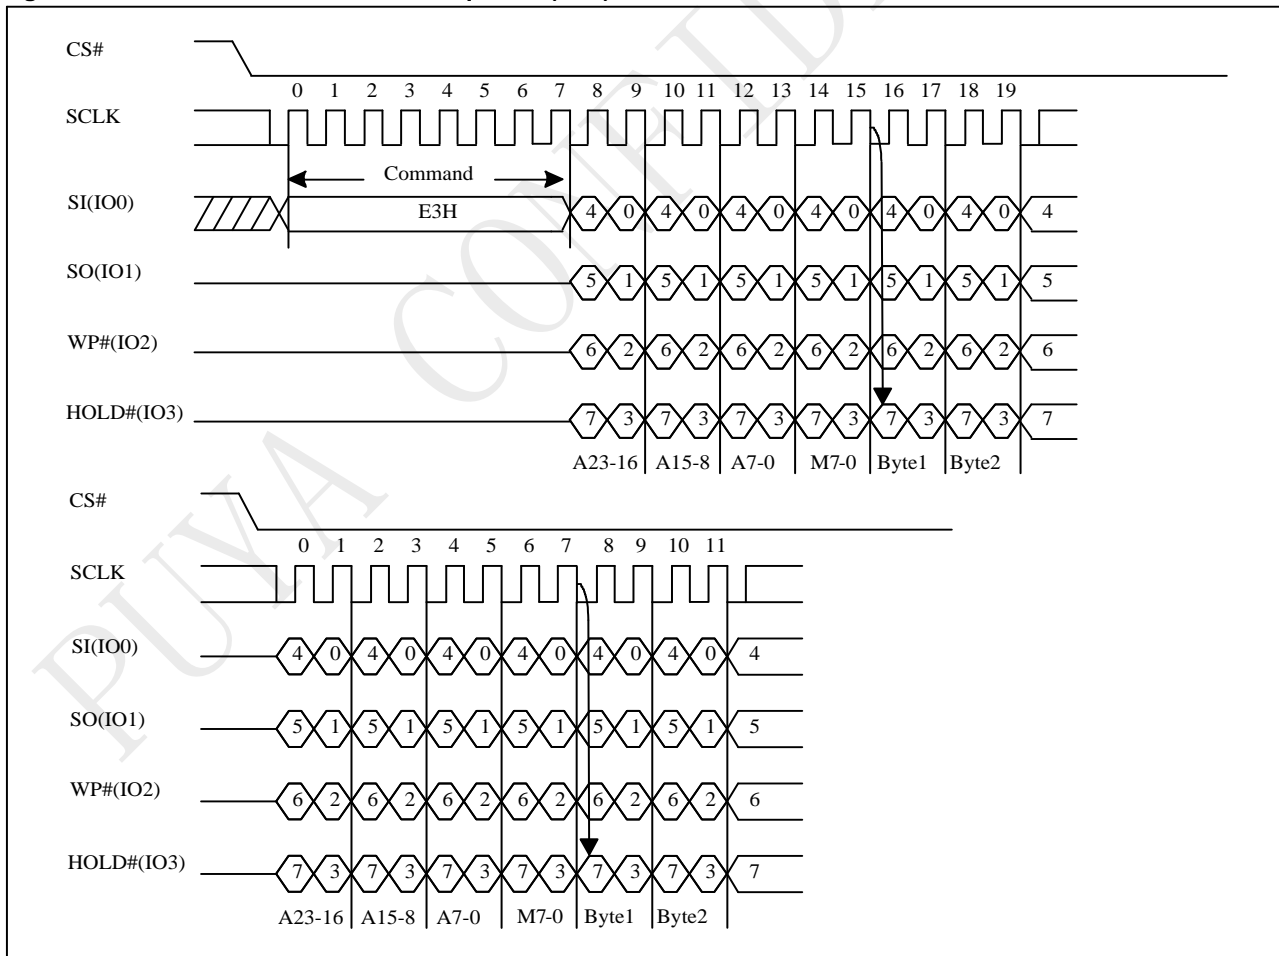 CS#
0 1 2 3 4 5 6 7 8 9 10 11 12 13 14 15 16 17 18 19
SCLK
Command
SI(IO0) E3H 4 0 4 0 4 0 4 0 4 0 4 0 4
SO(IO1) 5 1 5 1 5 1 5 1 5 1 5 1 5
WP#(IO2) 6 2 6 2 6 2 6 2 6 2 6 2 6
HOLD#(IO3) 7 3 7 3 7 3 7 3 7 3 7 3 7
A23-16 A15-8 A7-0 M7-0 Byte1 Byte2
CS#
0 1 2 3 4 5 6 7 8 9 10 11
SCLK
SI(IO0) 4 0 4 0 4 0 4 0 4 0 4 0 4
SO(IO1) 5 1 5 1 5 1 5 1 5 1 5 1 5
WP#(IO2) 6 2 6 2 6 2 6 2 6 2 6 2 6
HOLD#(IO3) 7 3 7 3 7 3 7 3 7 3 7 3 7
A23-16 A15-8 A7-0 M7-0 Byte1 Byte2
PUYA